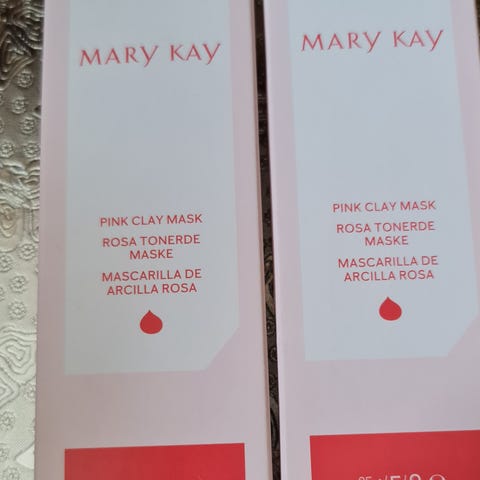 MARY KAY
PINK CLAY MASK
ROSA TONERDE
MASKE
MASCARILLA DE
ARCILLA ROSA
MARY KAY
PINK CLAY MASK
ROSA TONERDE
MASKE
MASCARILLA DE
ARCILLA ROSA